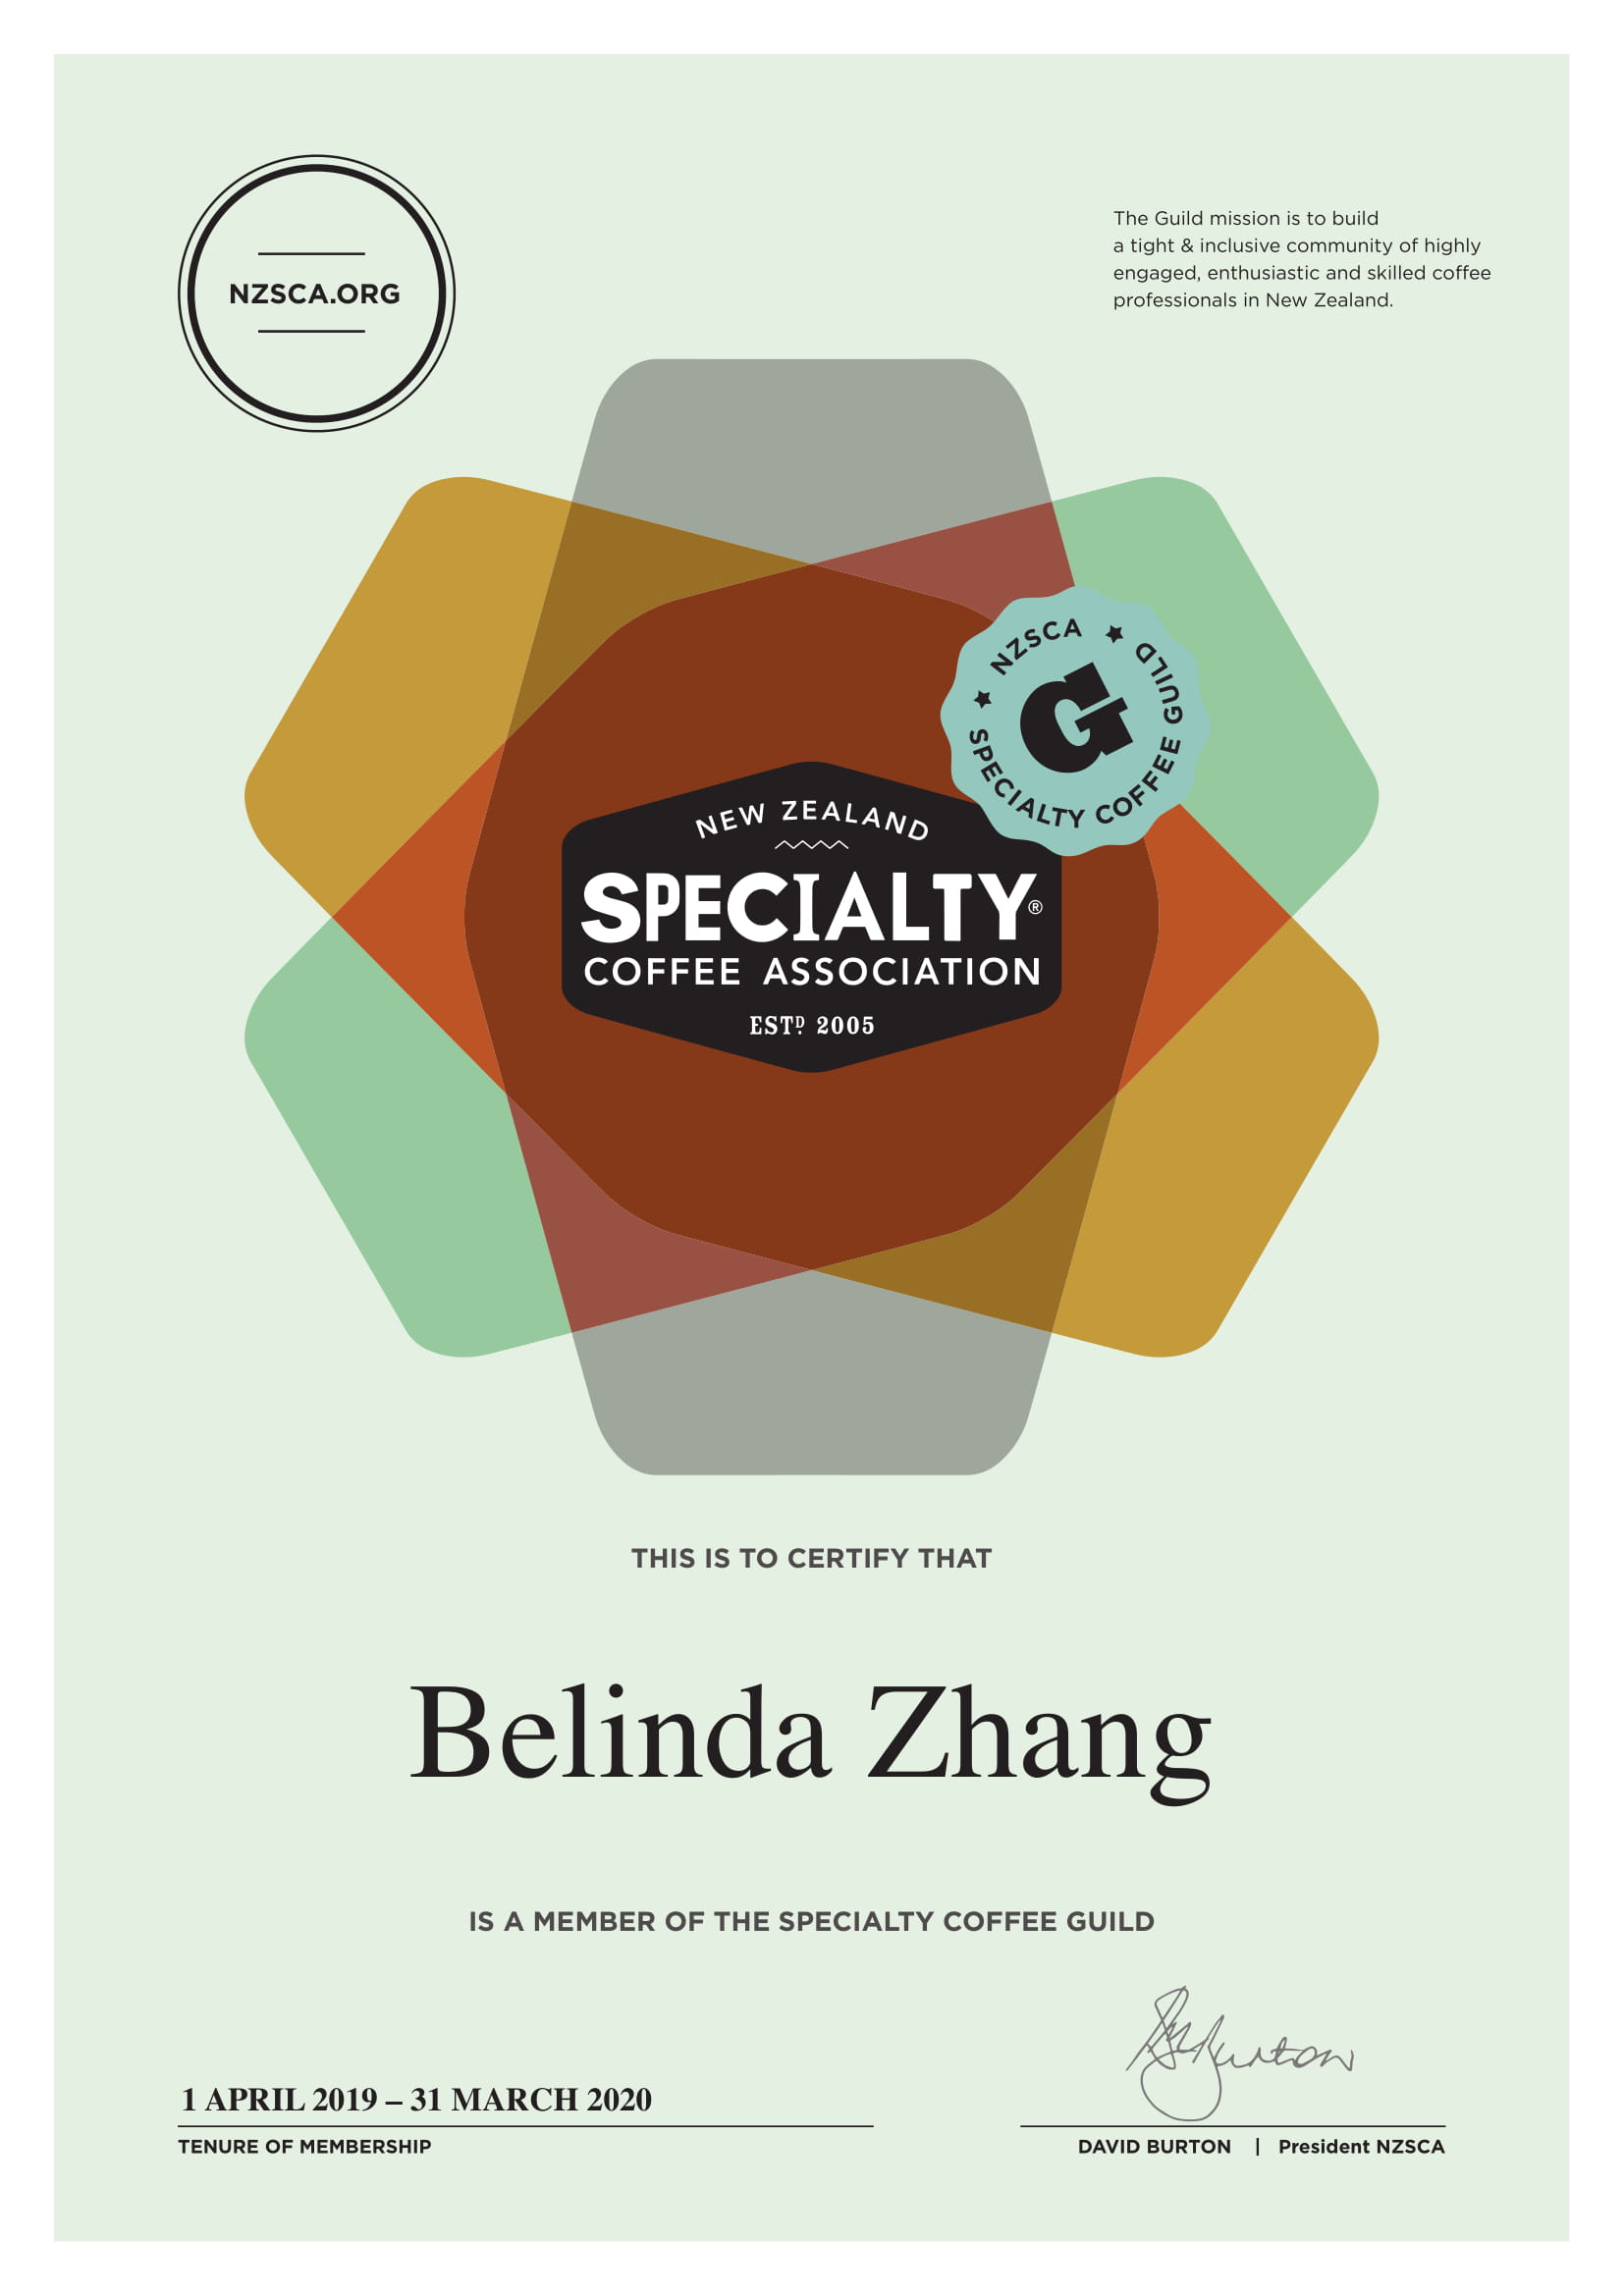 NZSCA.ORG
The Guild mission is to build
a tight & inclusive community of highly
engaged, enthusiastic and skilled coffee
professionals in New Zealand.
NZSCA ★ SPECIALTY COFFEE GUILD ★
G
NEW ZEALAND
SPECIALTY®
COFFEE ASSOCIATION
ESTD. 2005
THIS IS TO CERTIFY THAT
Belinda Zhang
IS A MEMBER OF THE SPECIALTY COFFEE GUILD
1 APRIL 2019 – 31 MARCH 2020
TENURE OF MEMBERSHIP
DAVID BURTON | President NZSCA